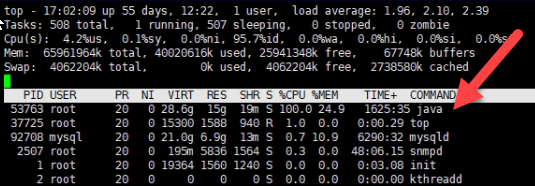 top - 17:02:09 up 55 days, 12:22, 1 user, load average: 1.96, 2.10, 2.39
Tasks: 508 total, 1 running, 507 sleeping, 0 stopped, 0 zombie
Cpu(s): 4.2%us, 0.1%sy, 0.0%ni, 95.7%id, 0.0%wa, 0.0%hi, 0.0%si, 0.0%
Mem: 65961964k total, 40020616k used, 25941348k free, 67748k buffers
Swap: 4062204k total, 0k used, 4062204k free, 2738580k cached
PID USER PR NI VIRT RES SHR S %CPU %MEM TIME+ COMMAND
53763 root 20 0 28.6g 15g 19m S 100.0 24.9 1625:35 java
37725 root 20 0 15300 1588 940 R 1.0 0.0 0:00.29 top
92708 mysql 20 0 21.0g 6.9g 13m S 0.7 10.9 6290:32 mysqld
2507 root 20 0 195m 5836 1564 S 0.3 0.0 48:06.15 snmpd
1 root 20 0 19364 1560 1240 S 0.0 0.0 0:03.08 init
2 root 20 0 0 0 0 S 0.0 0.0 0:00.00 kthreadd